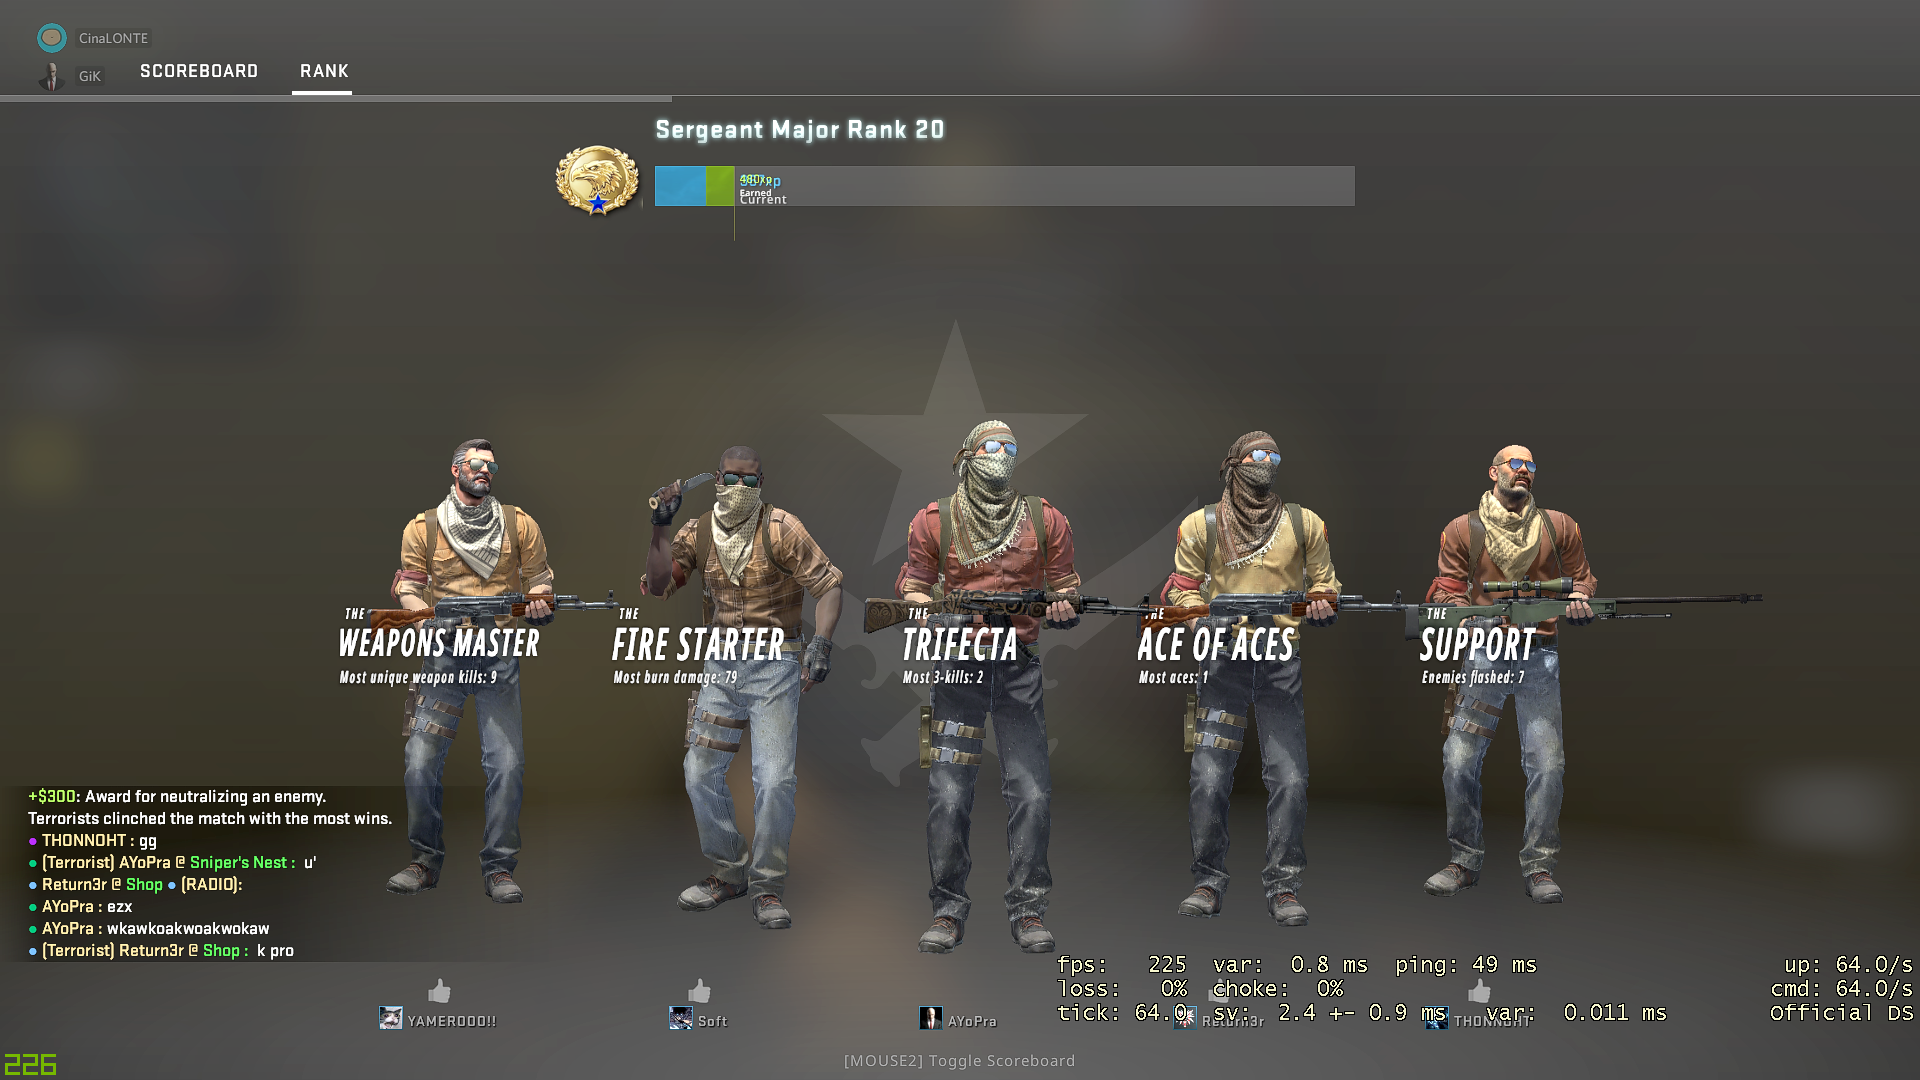 CinaLONTE
GiK
SCOREBOARD RANK
Sergeant Major Rank 20
480xp
Earned
Current
THE
WEAPONS MASTER
Most unique weapon kills: 9
THE
FIRE STARTER
Most burn damage: 79
THE
TRIFECTA
Most 3-kills: 2
THE
ACE OF ACES
Most aces: 1
THE
SUPPORT
Enemies flashed: 7
+$300: Award for neutralizing an enemy.
Terrorists clinched the match with the most wins.
THONNOHT : gg
(Terrorist) AYoPra @ Sniper's Nest : u'
Return3r @ Shop • (RADIO):
AYoPra : ezx
AYoPra : wkawkoakwoakwokaw
(Terrorist) Return3r @ Shop : k pro
fps: 225 var: 0.8 ms ping: 49 ms
loss: 0% choke: 0%
tick: 64.0 sv: 2.4 +- 0.9 ms var: 0.011 ms
up: 64.0/s
cmd: 64.0/s
Official DS
YAMEROOO!!
Soft
AYoPra
Return3r
THONNOHT
[MOUSE2] Toggle Scoreboard
226